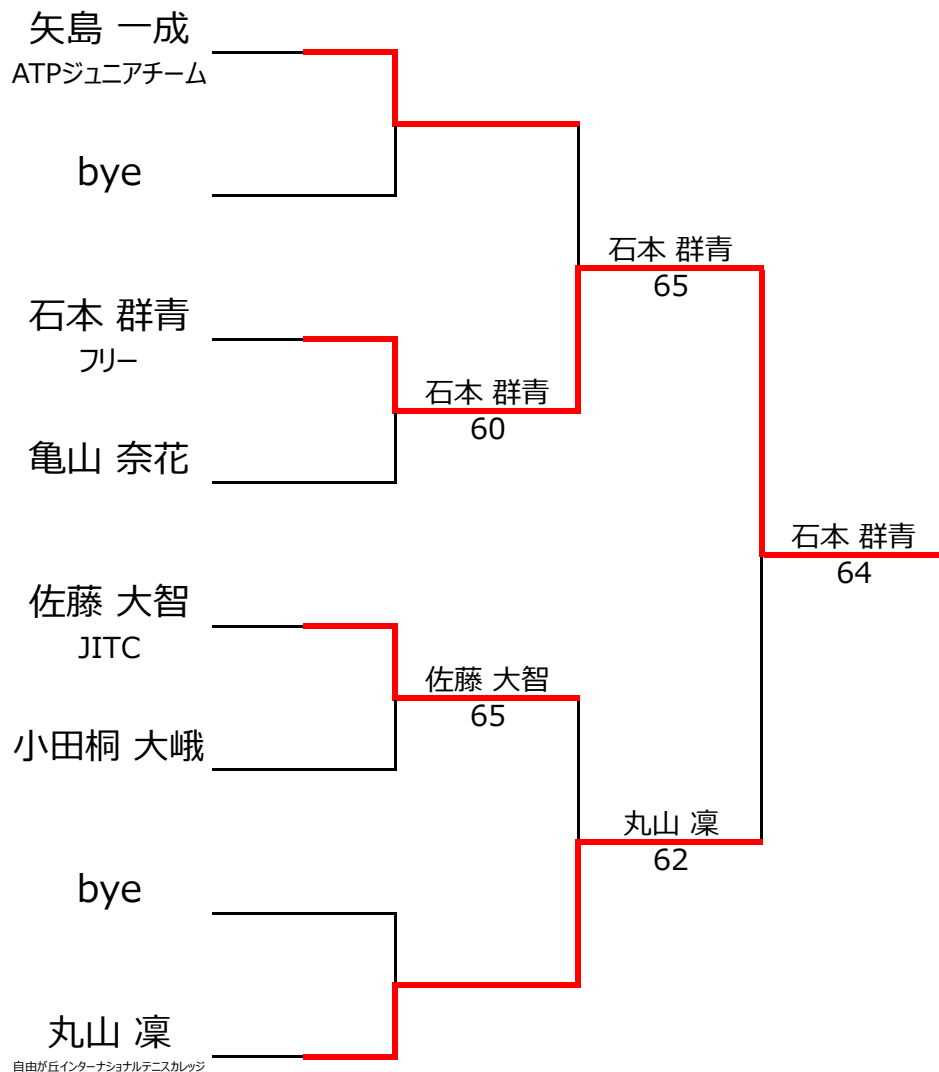 矢島 一成
ATPジュニアチーム
bye
石本 群青
65
石本 群青
フリー
石本 群青
60
亀山 奈花
石本 群青
64
佐藤 大智
JITC
佐藤 大智
65
小田桐 大峨
丸山 凜
62
bye
丸山 凜
自由が丘インターナショナルテニスカレッジ